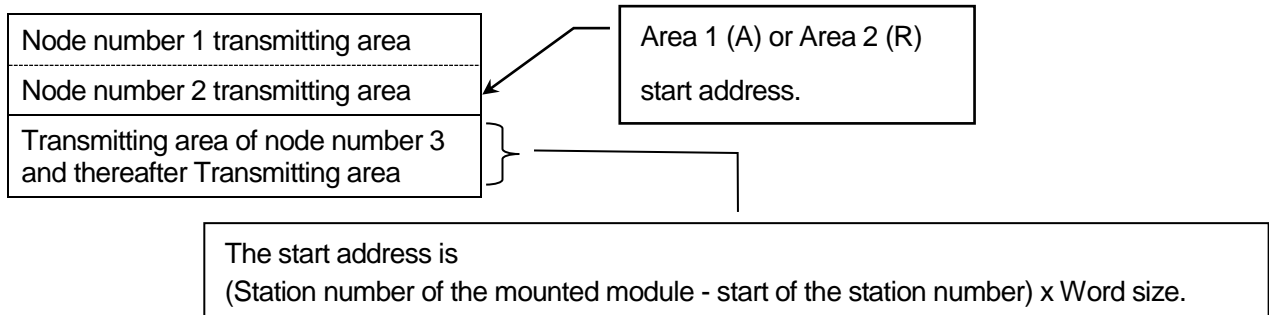 Node number 1 transmitting area
Node number 2 transmitting area
Transmitting area of node number 3
and thereafter Transmitting area
Area 1 (A) or Area 2 (R)
start address.
The start address is
(Station number of the mounted module - start of the station number) x Word size.